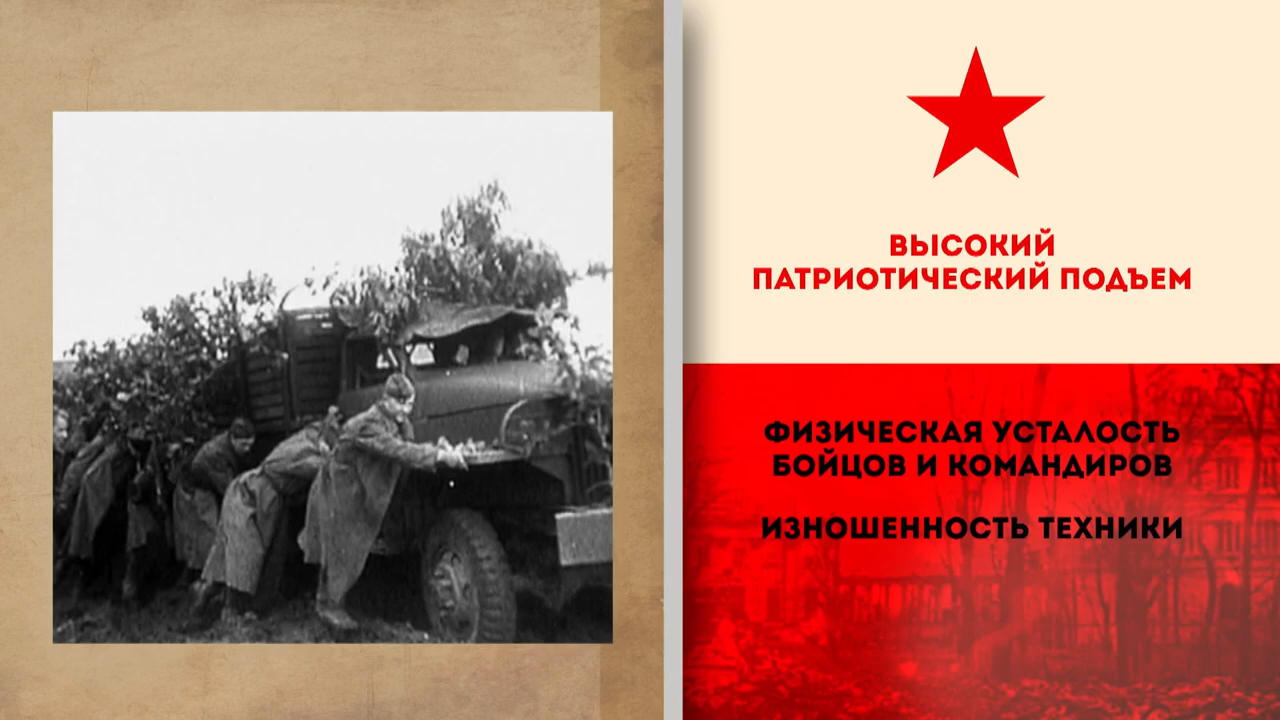 ВЫСОКИЙ
ПАТРИОТИЧЕСКИЙ ПОДЪЕМ
ФИЗИЧЕСКАЯ УСТАЛОСТЬ
БОЙЦОВ И КОМАНДИРОВ
ИЗНОШЕННОСТЬ ТЕХНИКИ